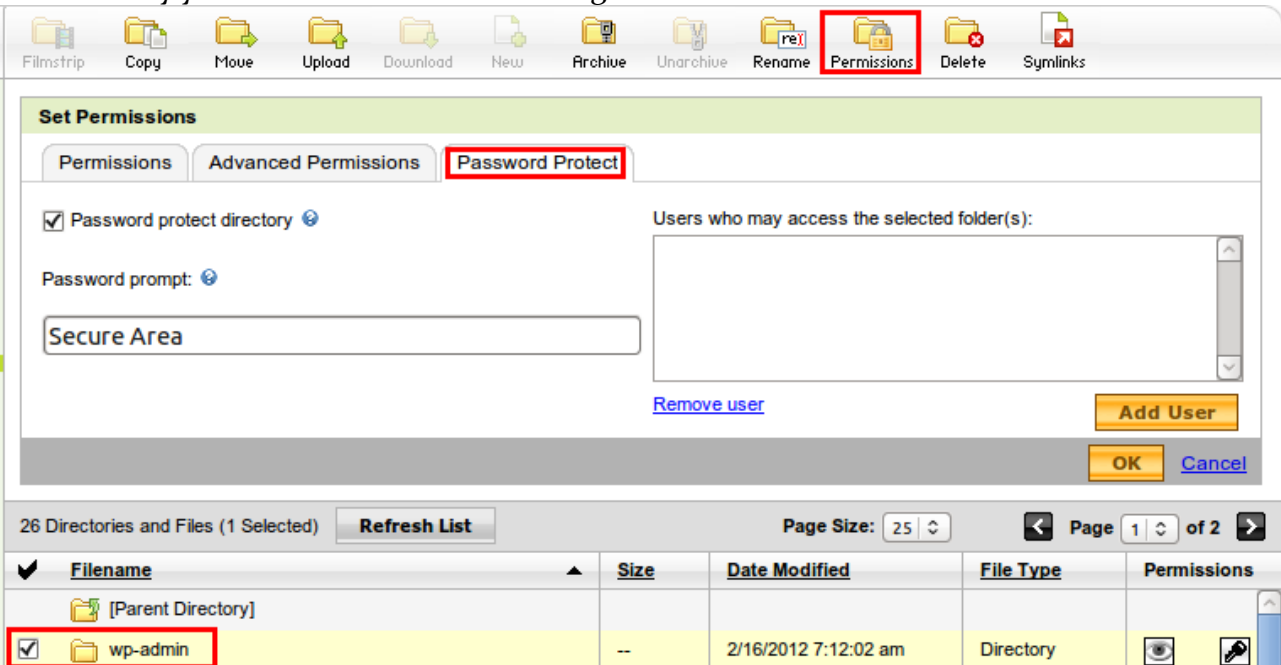 Filmstrip Copy Move Upload Download New Archive Unarchive Rename Permissions Delete Symlinks
Set Permissions
Permissions Advanced Permissions Password Protect
Password protect directory Users who may access the selected folder(s):
Password prompt:
Secure Area
Remove user Add User
OK Cancel
26 Directories and Files (1 Selected) Refresh List Page Size: 25 Page 1 of 2
Filename Size Date Modified File Type Permissions
[Parent Directory]
wp-admin -- 2/16/2012 7:12:02 am Directory